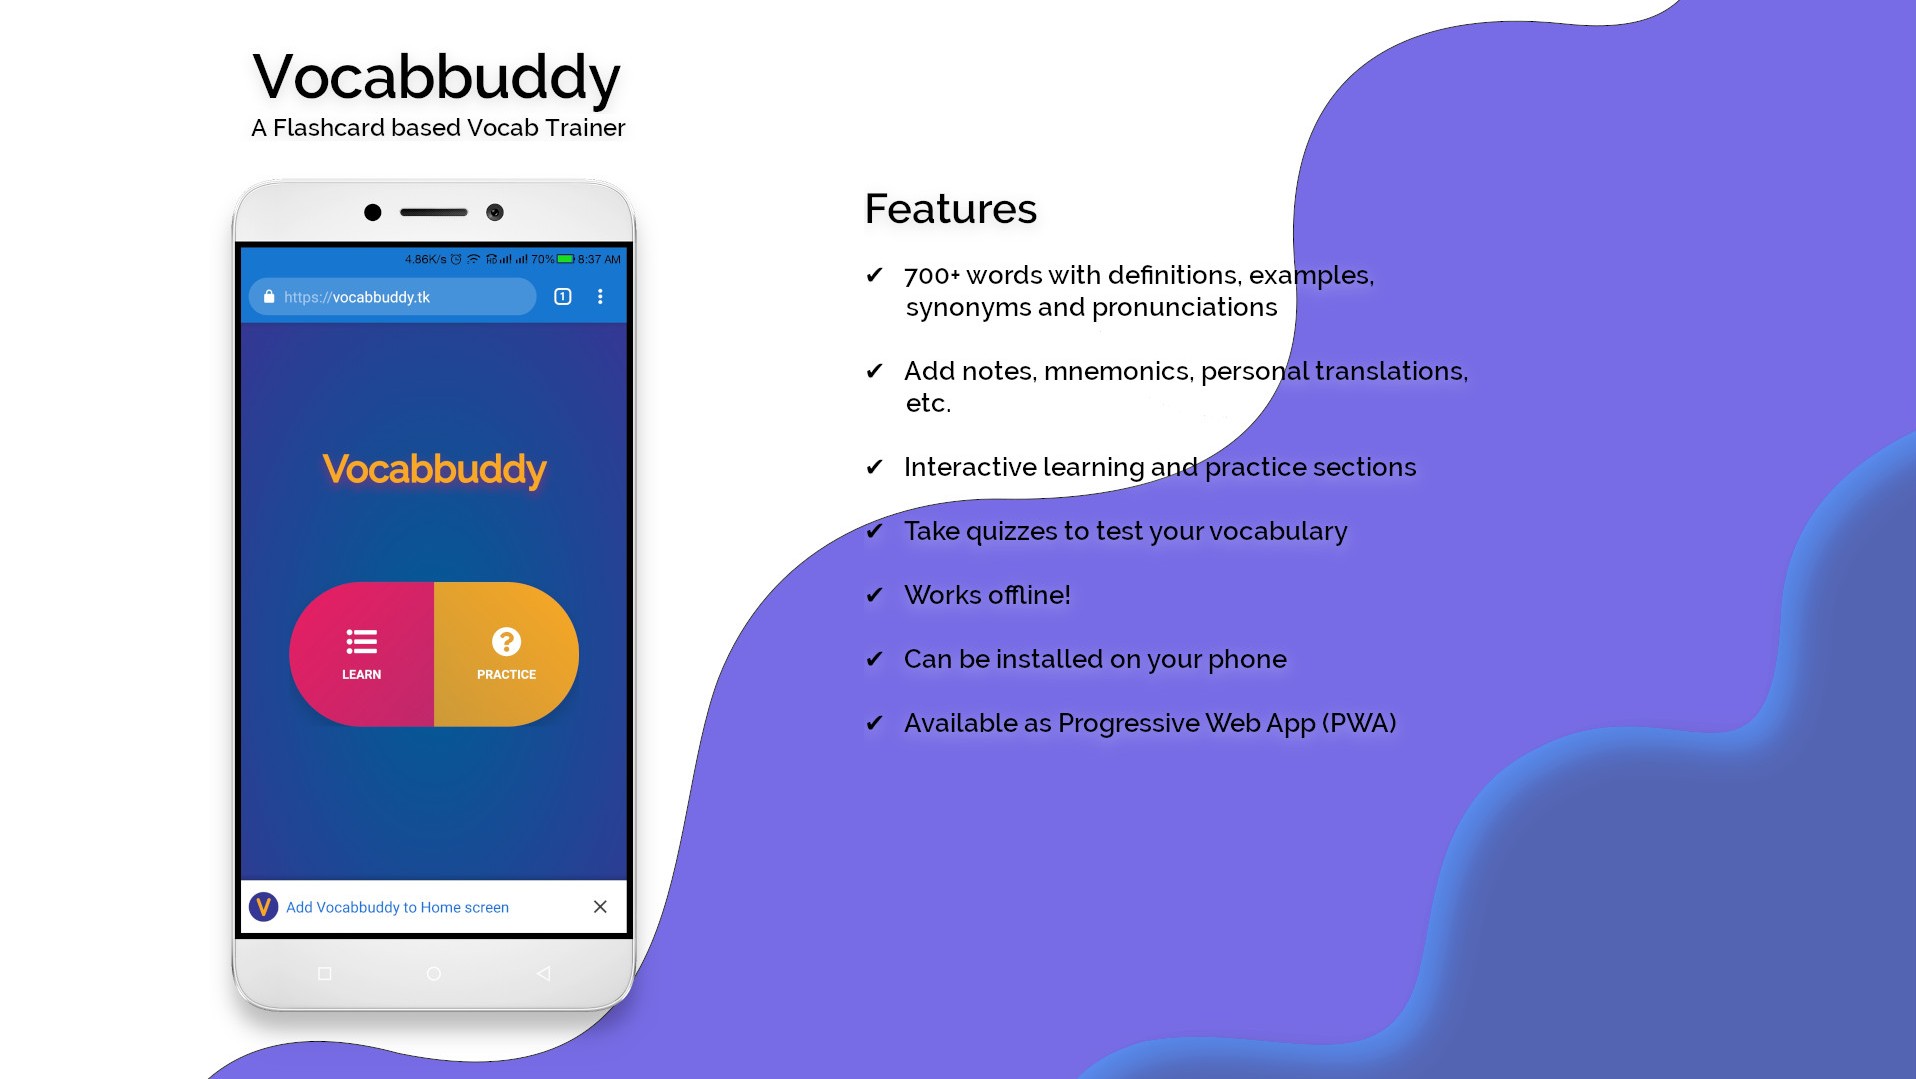 Vocabbuddy
A Flashcard based Vocab Trainer
4.86K/s HD 70% 8:37 AM
https://vocabbuddy.tk 1
Vocabbuddy
LEARN PRACTICE
V Add Vocabbuddy to Home screen
Features
✔ 700+ words with definitions, examples,
synonyms and pronunciations
✔ Add notes, mnemonics, personal translations,
etc.
✔ Interactive learning and practice sections
✔ Take quizzes to test your vocabulary
✔ Works offline!
✔ Can be installed on your phone
✔ Available as Progressive Web App (PWA)